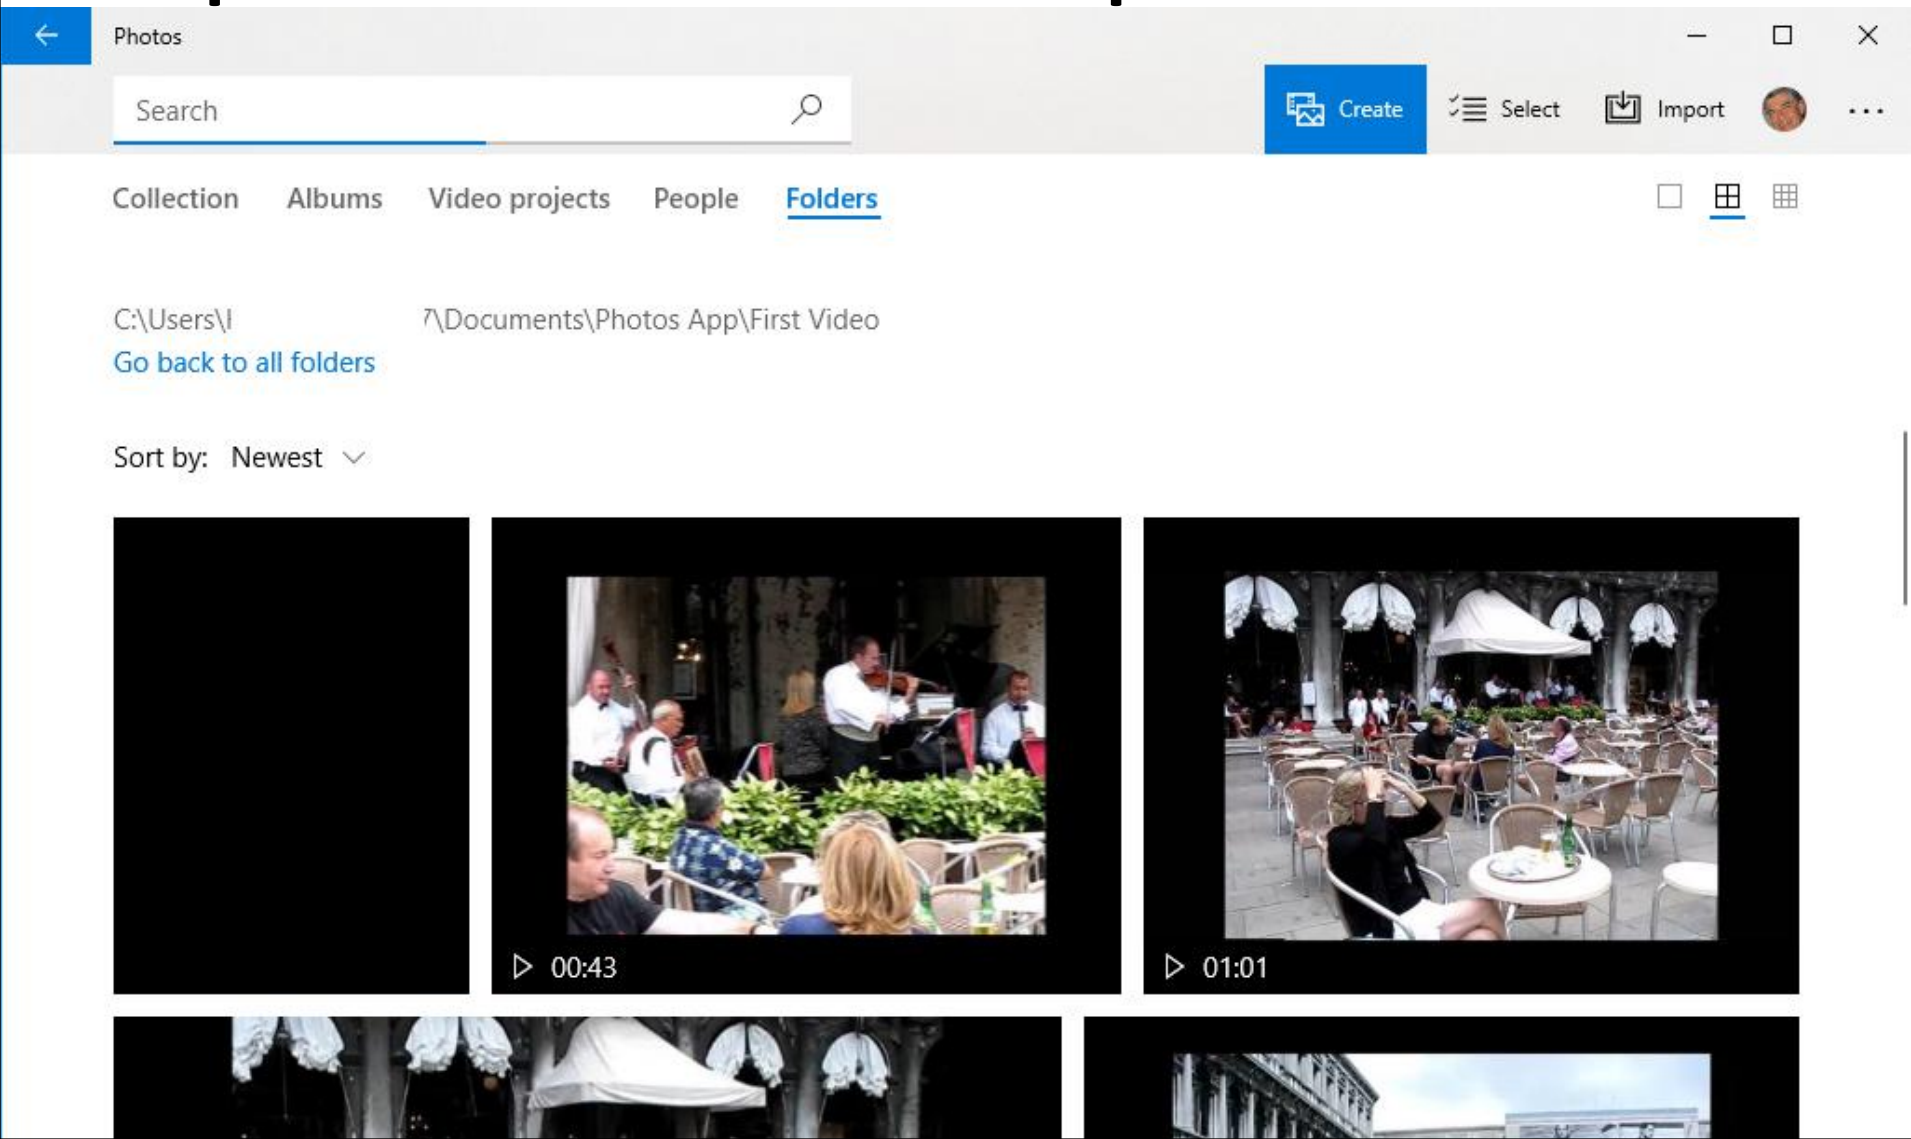 Photos
Search
Create Select Import
Collection Albums Video projects People Folders
C:\Users\ 7\Documents\Photos App\First Video
Go back to all folders
Sort by: Newest
00:43
01:01